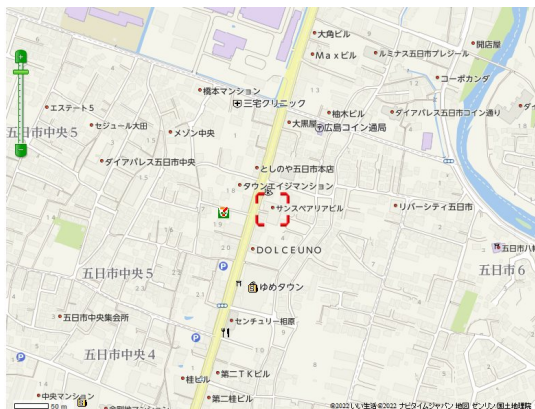 大角ビル
Maxビル
ルミナス五日市プレジール
開店屋
コーポカンダ
橋本マンション
エステート5
三宅クリニック
柚木ビル
ダイアパレス五日市コイン通り
五日市中央5
セジュール大田
メゾン中央
大黒屋
広島コイン通局
ダイアパレス五日市中央
としのや五日市本店
タウンエイジマンション
サンスペアリアビル
リバーシティ五日市
DOLCEUNO
五日市中央5
五日市6
ゆめタウン
五日市中央集会所
センチュリー相原
五日市中央4
桂ビル
第二TKビル
中央マンション
第二桂ビル
50 m
©2022 いい生活 ©2022 ナビタイムジャパン 地図 ゼンリン/国土地理院